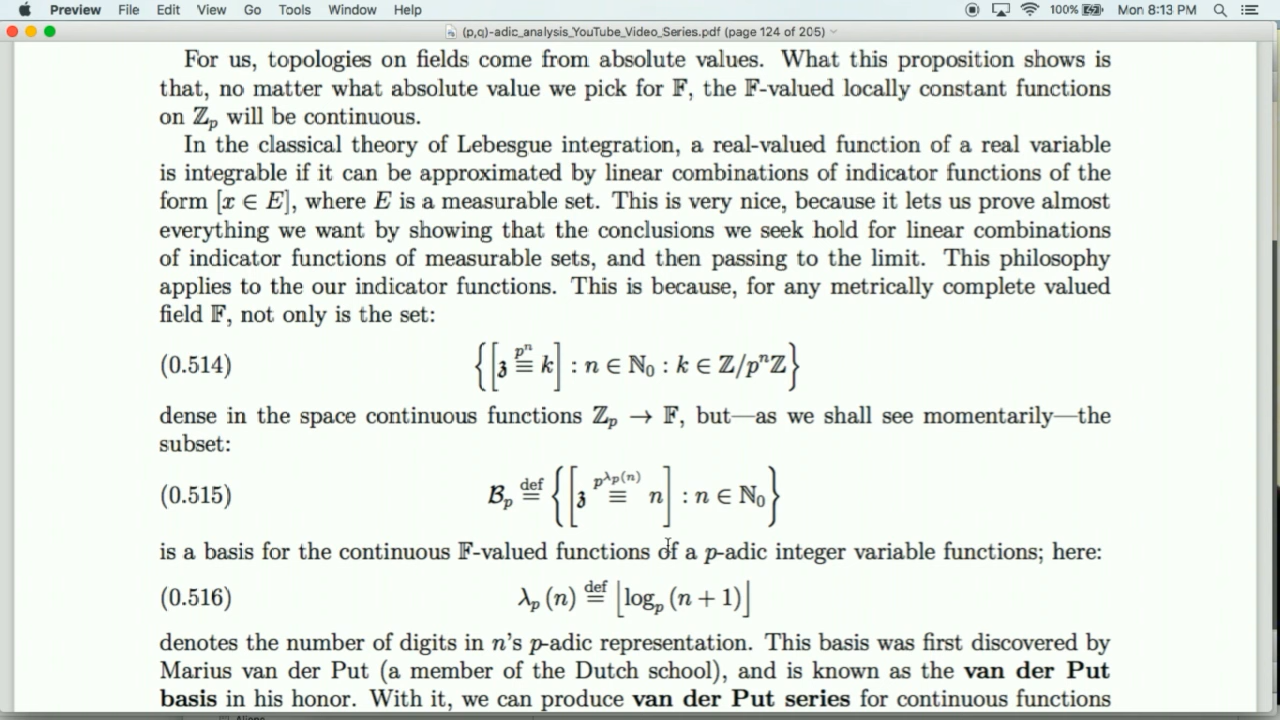 Preview File Edit View Go Tools Window Help 100% Mon 8:13 PM
(p,q)-adic_analysis_YouTube_Video_Series.pdf (page 124 of 205)
For us, topologies on fields come from absolute values. What this proposition shows is
that, no matter what absolute value we pick for 𝔽, the 𝔽-valued locally constant functions
on ℤ_p will be continuous.
In the classical theory of Lebesgue integration, a real-valued function of a real variable
is integrable if it can be approximated by linear combinations of indicator functions of the
form [x ∈ E], where E is a measurable set. This is very nice, because it lets us prove almost
everything we want by showing that the conclusions we seek hold for linear combinations
of indicator functions of measurable sets, and then passing to the limit. This philosophy
applies to the our indicator functions. This is because, for any metrically complete valued
field 𝔽, not only is the set:
(0.514) {[𝔷 ≡^{p^n} k] : n ∈ ℕ_0 : k ∈ ℤ/p^nℤ}
dense in the space continuous functions ℤ_p → 𝔽, but—as we shall see momentarily—the
subset:
(0.515) 𝓑_p def= {[𝔷 ≡^{p^{λ_p(n)}} n] : n ∈ ℕ_0}
is a basis for the continuous 𝔽-valued functions of a p-adic integer variable functions; here:
(0.516) λ_p (n) def= ⌊log_p (n + 1)⌋
denotes the number of digits in n's p-adic representation. This basis was first discovered by
Marius van der Put (a member of the Dutch school), and is known as the van der Put
basis in his honor. With it, we can produce van der Put series for continuous functions